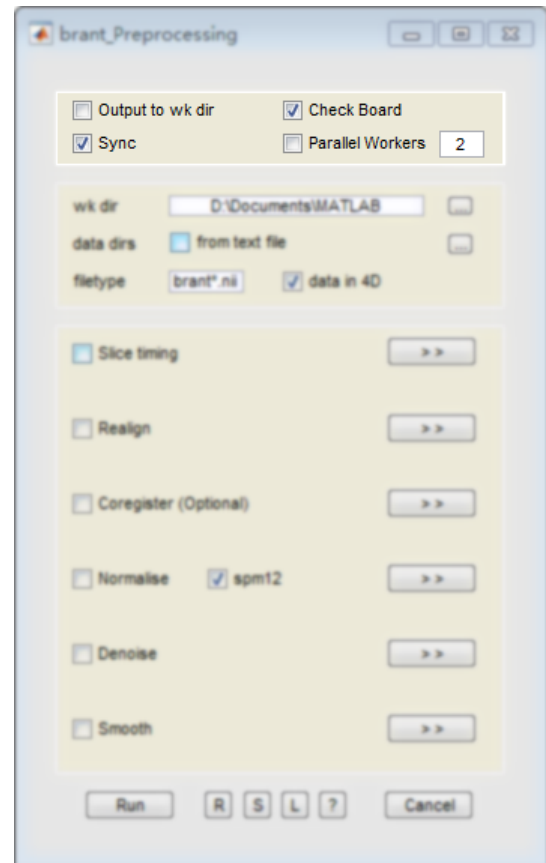 brant_Preprocessing
Output to wk dir Check Board
Sync Parallel Workers 2
wk dir D:\Documents\MATLAB ...
data dirs from text file ...
filetype brant*.nii data in 4D
Slice timing >>
Realign >>
Coregister (Optional) >>
Normalise spm12 >>
Denoise >>
Smooth >>
Run R S L ? Cancel